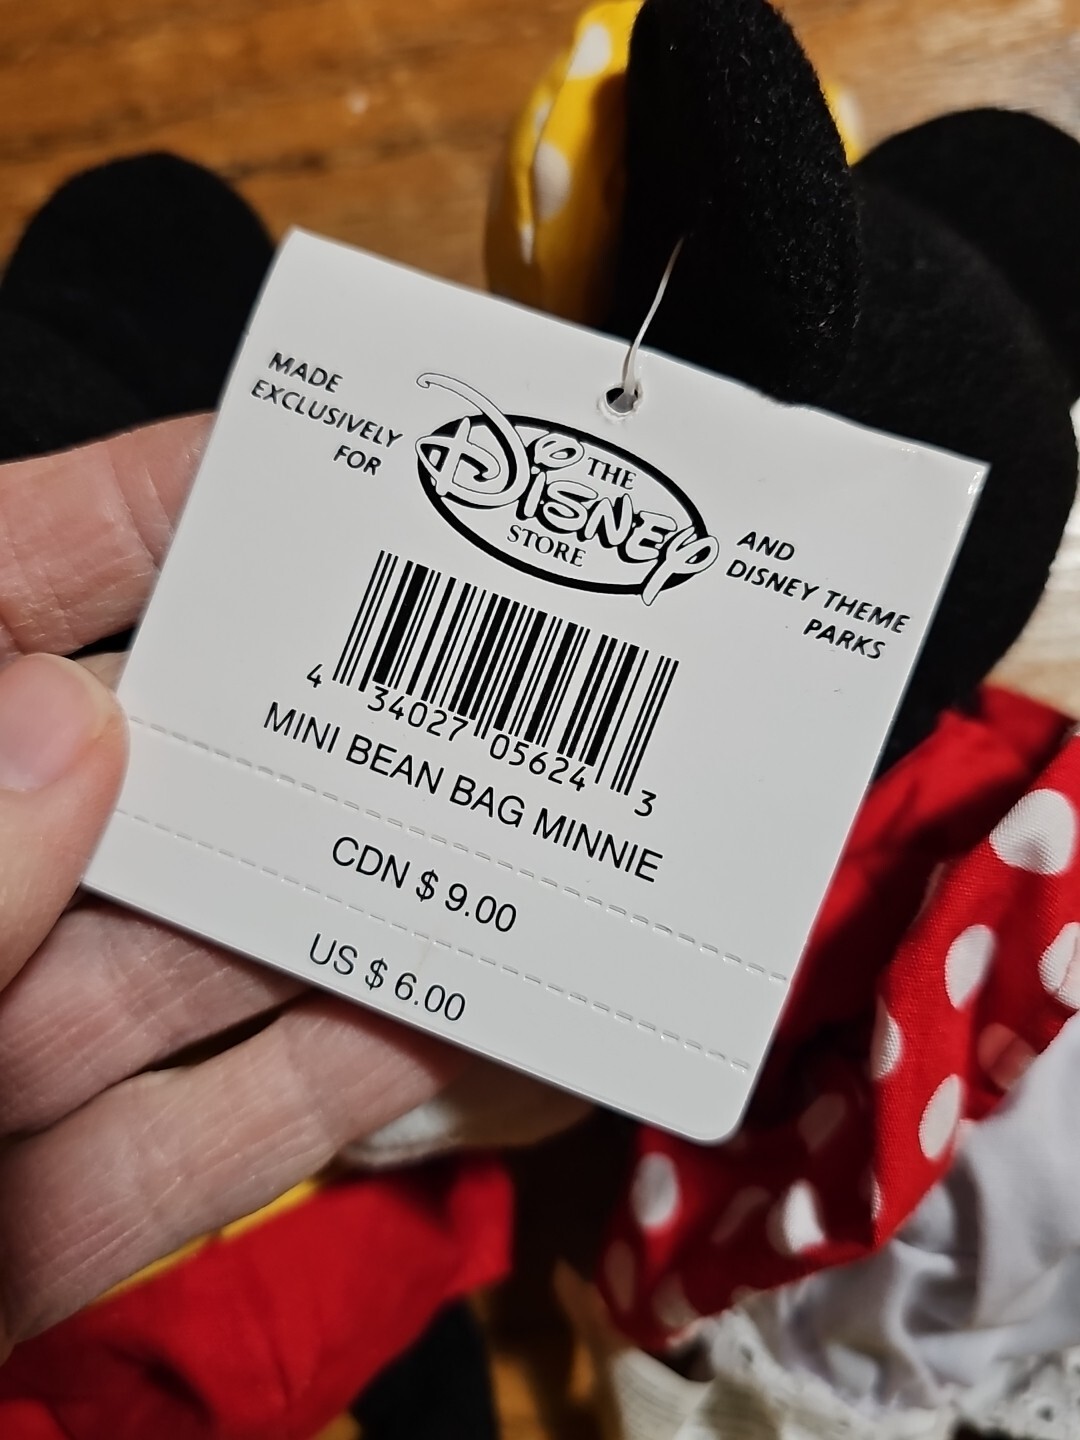 MADE
EXCLUSIVELY
FOR
THE
DISNEY
STORE
AND
DISNEY THEME
PARKS
4 34027 05624 3
MINI BEAN BAG MINNIE
CDN $ 9.00
US $ 6.00